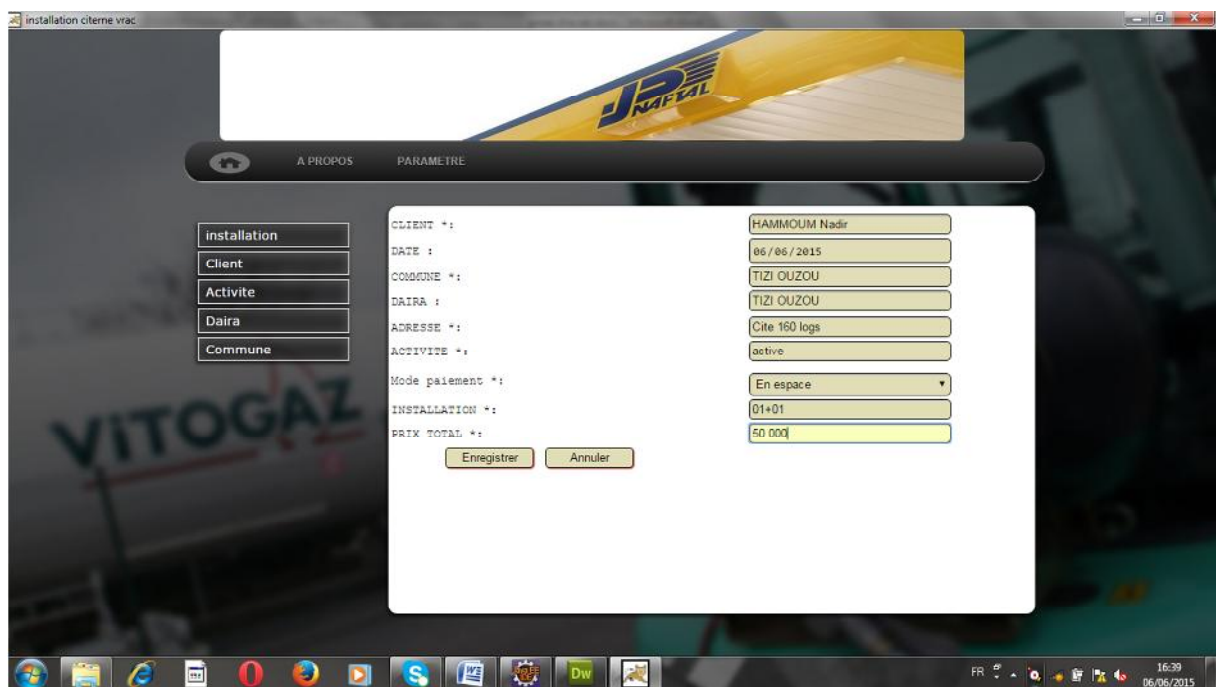 installation citerne vrac
NAFTAL
A PROPOS PARAMETRE
installation
Client
Activite
Daira
Commune
CLIENT *: HAMMOUM Nadir
DATE : 06/06/2015
COMMUNE *: TIZI OUZOU
DAIRA : TIZI OUZOU
ADRESSE *: Cite 160 logs
ACTIVITE *: active
Mode paiement *: En espace
INSTALLATION *: 01+01
PRIX TOTAL *: 50 000
Enregistrer Annuler
VITOGAZ
Dw
FR 16:39
06/06/2015